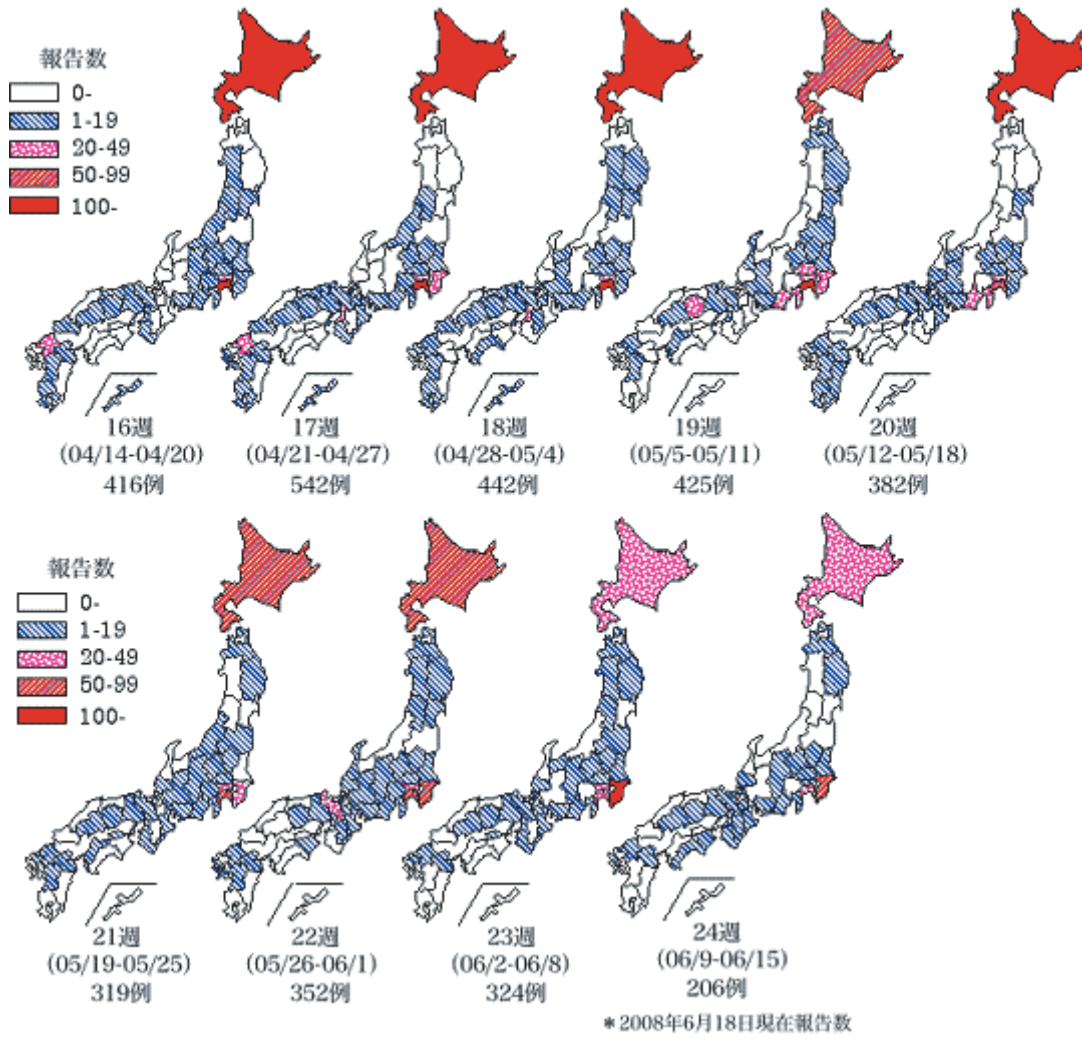 報告数
0-
1-19
20-49
50-99
100-
16週
(04/14-04/20)
416例
17週
(04/21-04/27)
542例
18週
(04/28-05/4)
442例
19週
(05/5-05/11)
425例
20週
(05/12-05/18)
382例
報告数
0-
1-19
20-49
50-99
100-
21週
(05/19-05/25)
319例
22週
(05/26-06/1)
352例
23週
(06/2-06/8)
324例
24週
(06/9-06/15)
206例
*2008年6月18日現在報告数